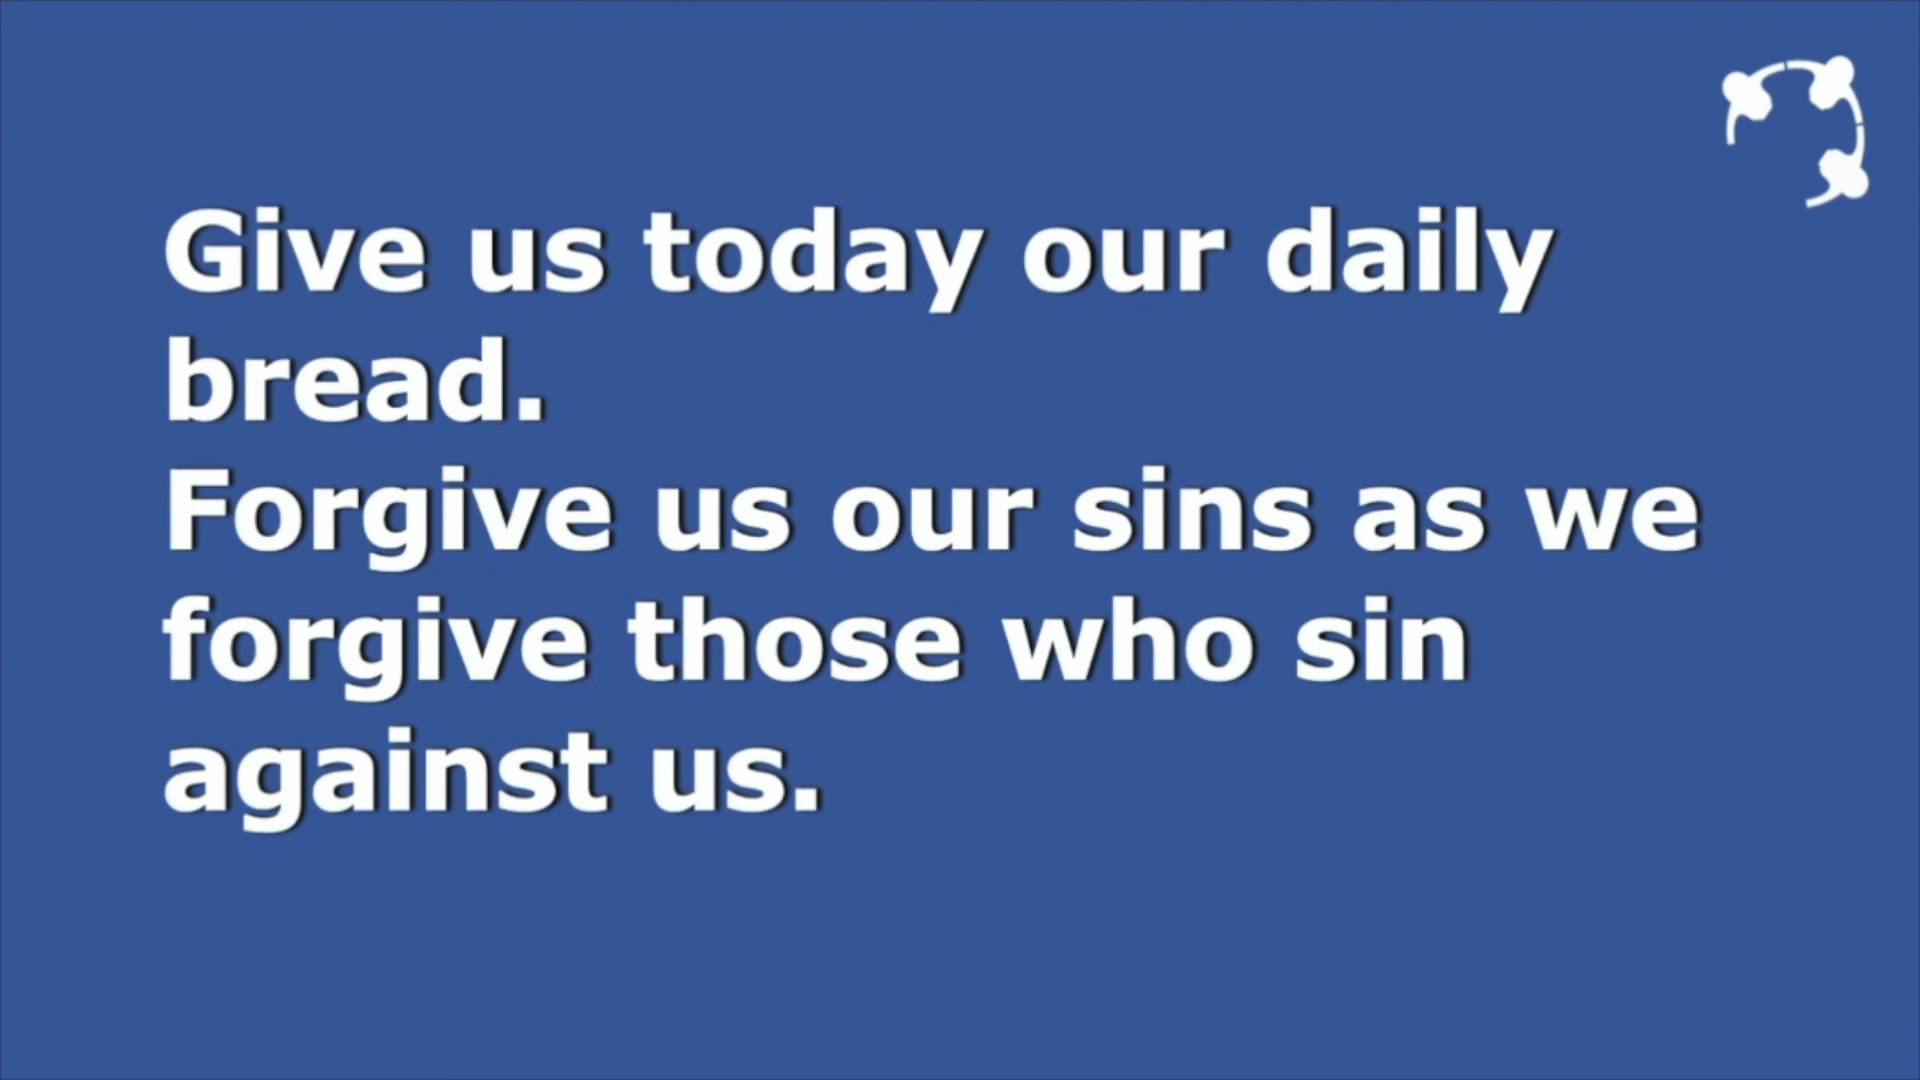 Give us today our daily
bread.
Forgive us our sins as we
forgive those who sin
against us.